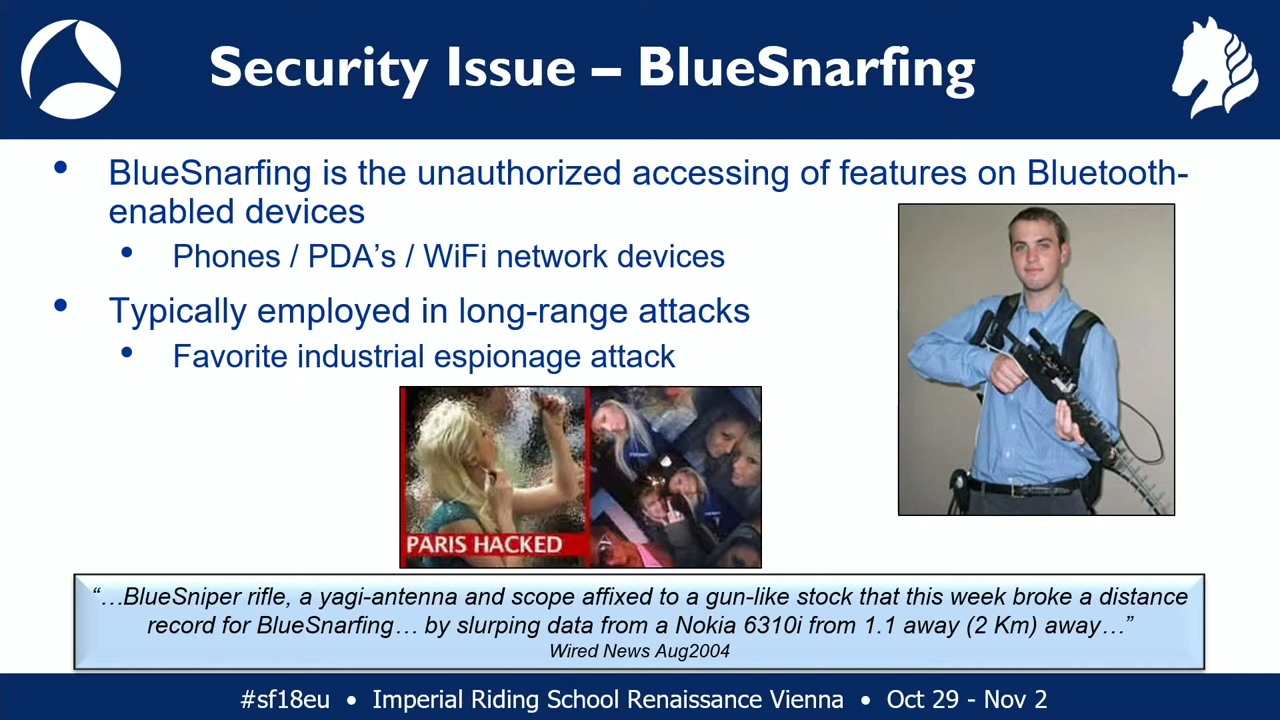 Security Issue – BlueSnarfing
• BlueSnarfing is the unauthorized accessing of features on Bluetooth-
enabled devices
• Phones / PDA’s / WiFi network devices
• Typically employed in long-range attacks
• Favorite industrial espionage attack
PARIS HACKED
“…BlueSniper rifle, a yagi-antenna and scope affixed to a gun-like stock that this week broke a distance
record for BlueSnarfing… by slurping data from a Nokia 6310i from 1.1 away (2 Km) away…”
Wired News Aug2004
#sf18eu • Imperial Riding School Renaissance Vienna • Oct 29 - Nov 2